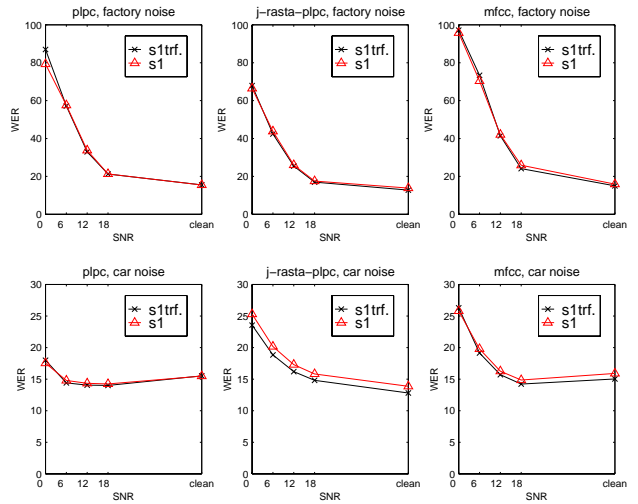 plpc, factory noise
j-rasta-plpc, factory noise
mfcc, factory noise
100
80
60
40
20
0
WER
s1trf.
s1
0 6 12 18 clean
SNR
100
80
60
40
20
0
WER
s1trf.
s1
0 6 12 18 clean
SNR
100
80
60
40
20
0
WER
s1trf.
s1
0 6 12 18 clean
SNR
plpc, car noise
j-rasta-plpc, car noise
mfcc, car noise
30
25
20
15
10
5
0
WER
s1trf.
s1
0 6 12 18 clean
SNR
30
25
20
15
10
5
0
WER
s1trf.
s1
0 6 12 18 clean
SNR
30
25
20
15
10
5
0
WER
s1trf.
s1
0 6 12 18 clean
SNR